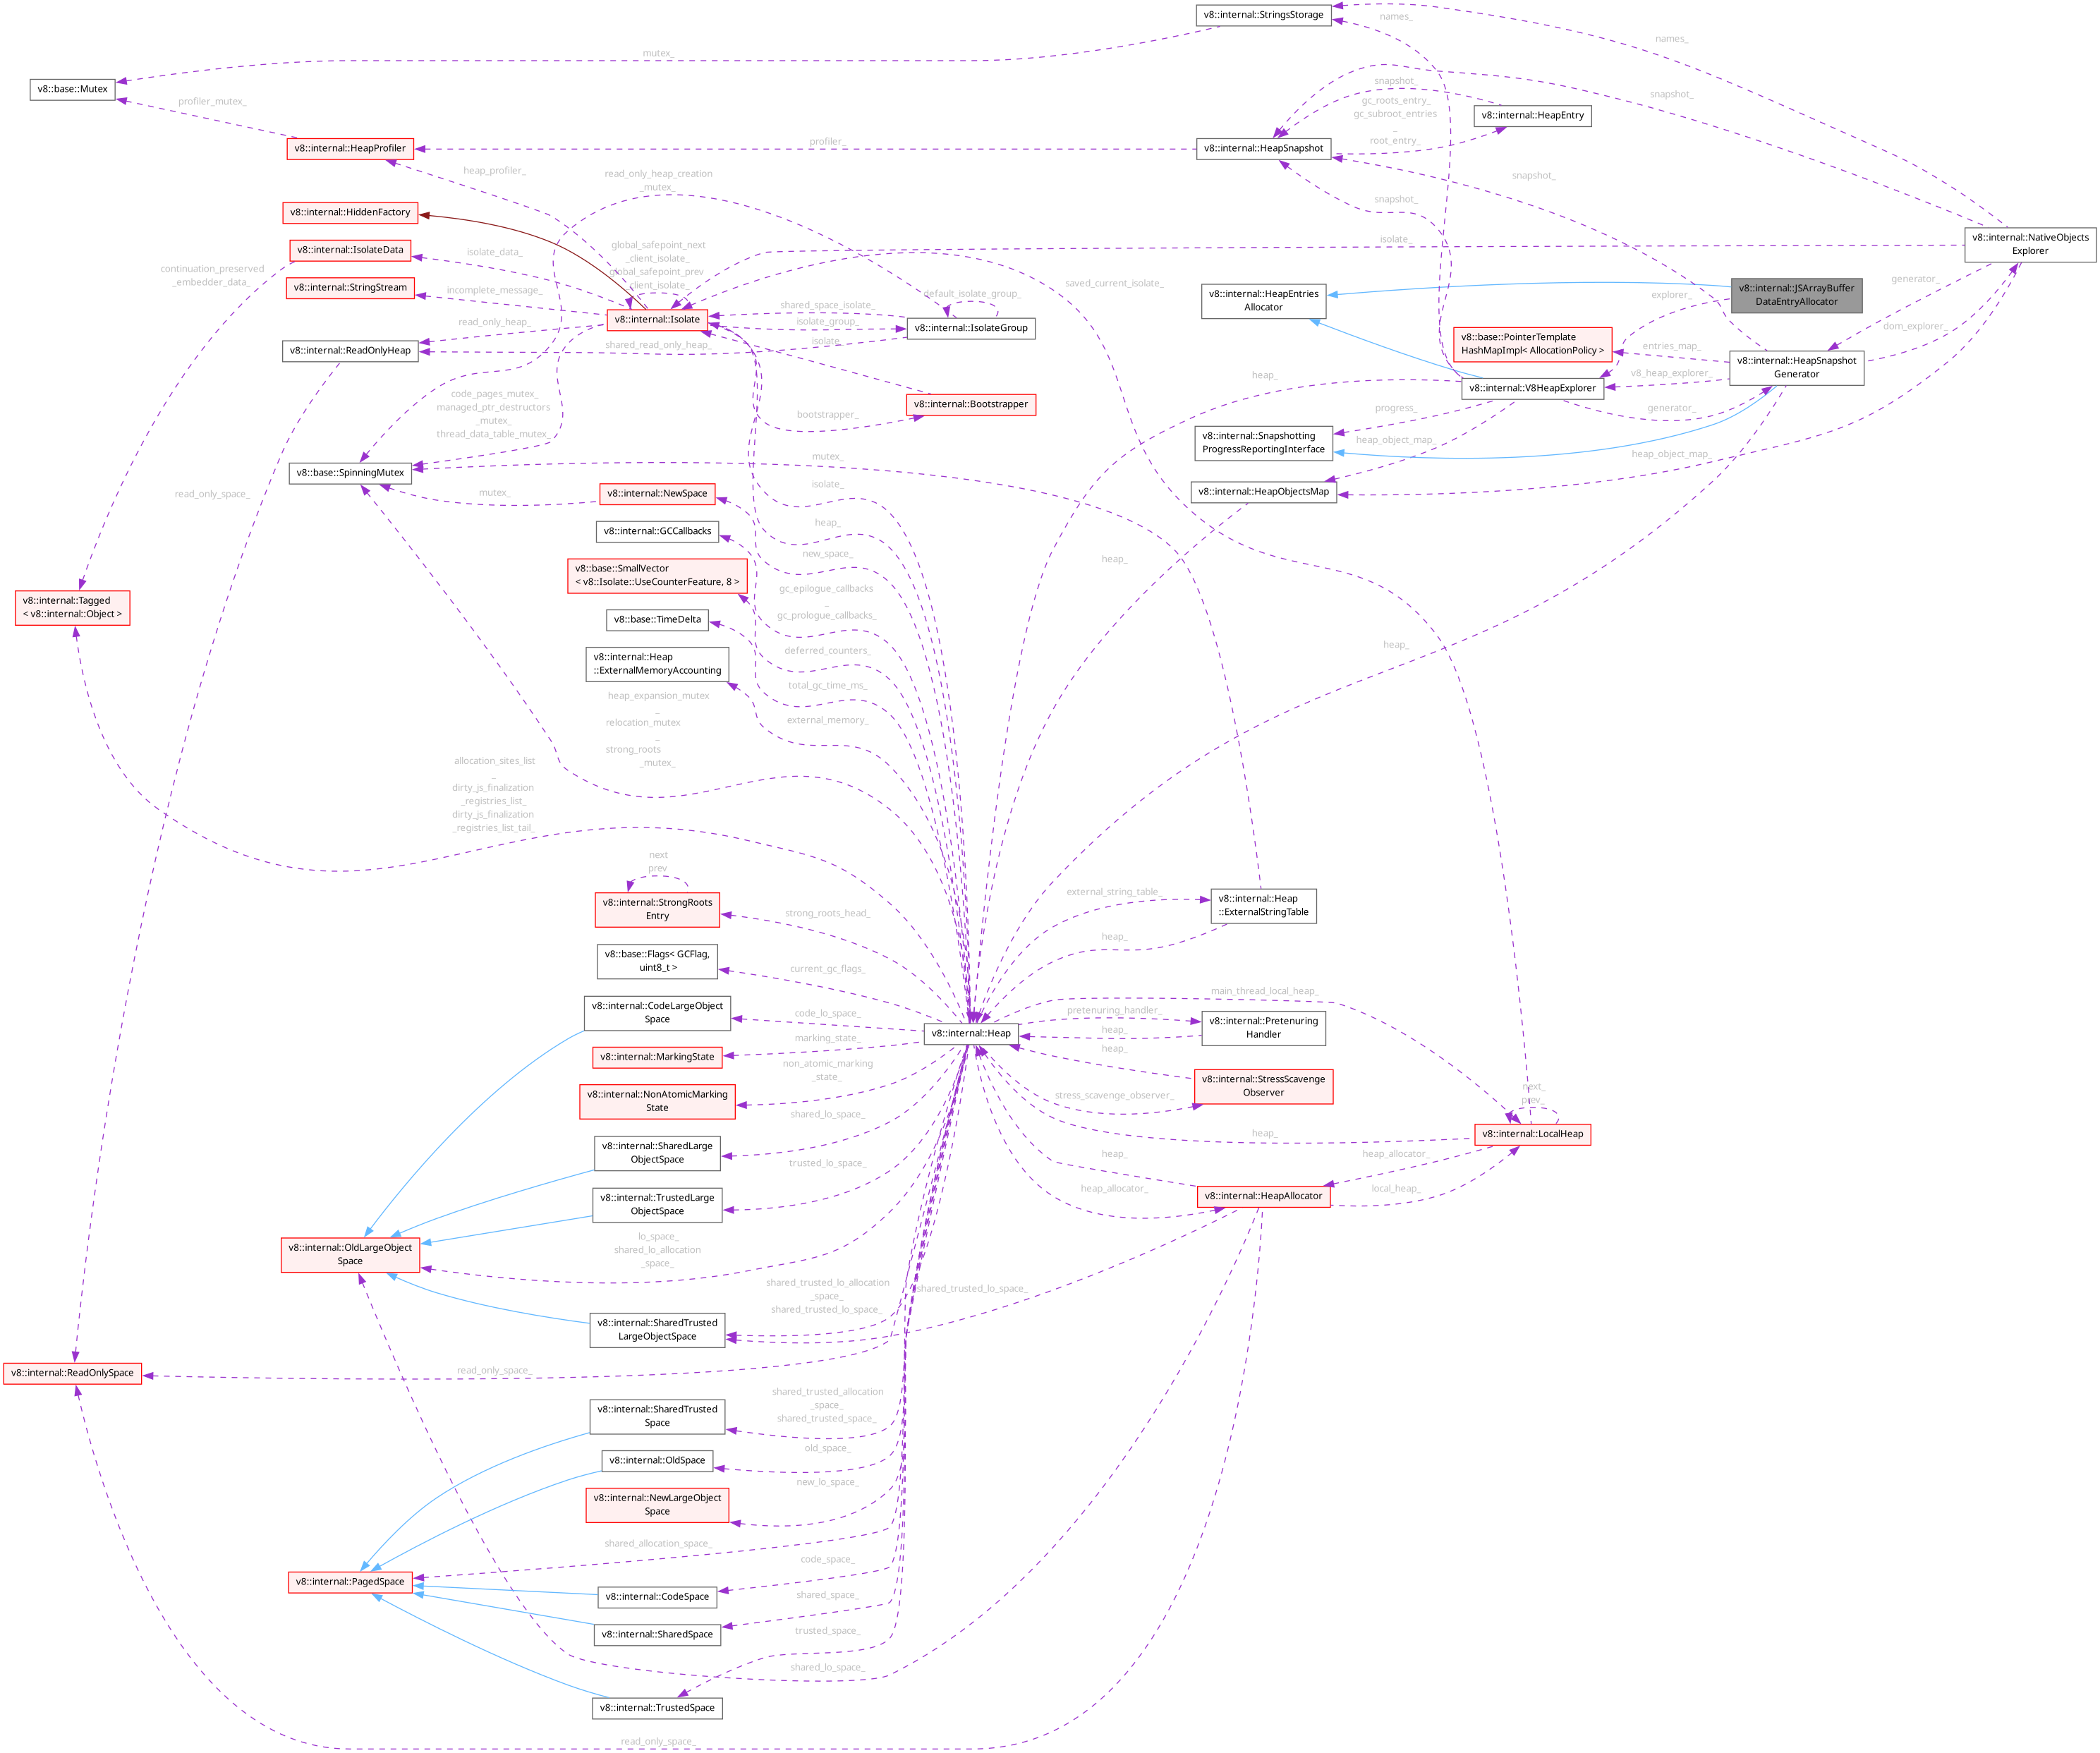 v8::internal::StringsStorage
names_
names_
mutex_
v8::base::Mutex
snapshot_
snapshot_
profiler_mutex_
gc_roots_entry_
gc_subroot_entries
_
root_entry_
v8::internal::HeapEntry
v8::internal::HeapProfiler
profiler_
v8::internal::HeapSnapshot
heap_profiler_
read_only_heap_creation
_mutex_
snapshot_
snapshot_
v8::internal::HiddenFactory
v8::internal::IsolateData
isolate_data_
global_safepoint_next
_client_isolate_
global_safepoint_prev
_client_isolate_
isolate_
v8::internal::NativeObjects
Explorer
continuation_preserved
_embedder_data_
v8::internal::StringStream
incomplete_message_
saved_current_isolate_
generator_
v8::internal::HeapEntries
Allocator
v8::internal::JSArrayBuffer
DataEntryAllocator
explorer_
v8::internal::Isolate
shared_space_isolate_
default_isolate_group_
isolate_group_
v8::internal::IsolateGroup
read_only_heap_
shared_read_only_heap_
isolate_
v8::internal::ReadOnlyHeap
v8::base::PointerTemplate
HashMapImpl< AllocationPolicy >
entries_map_
dom_explorer_
v8::internal::HeapSnapshot
Generator
v8_heap_explorer_
v8::internal::V8HeapExplorer
heap_
code_pages_mutex_
managed_ptr_destructors
_mutex_
thread_data_table_mutex_
bootstrapper_
v8::internal::Bootstrapper
progress_
generator_
v8::internal::Snapshotting
ProgressReportingInterface
heap_object_map_
heap_object_map_
v8::base::SpinningMutex
mutex_
read_only_space_
mutex_
v8::internal::NewSpace
isolate_
v8::internal::HeapObjectsMap
v8::internal::GCCallbacks
heap_
new_space_
heap_
v8::base::SmallVector
< v8::Isolate::UseCounterFeature, 8 >
gc_epilogue_callbacks
_
gc_prologue_callbacks_
v8::internal::Tagged
< v8::internal::Object >
v8::base::TimeDelta
deferred_counters_
heap_
v8::internal::Heap
::ExternalMemoryAccounting
total_gc_time_ms_
external_memory_
heap_expansion_mutex
_
relocation_mutex
_
strong_roots
_mutex_
allocation_sites_list
_
dirty_js_finalization
_registries_list_
dirty_js_finalization
_registries_list_tail_
next
prev
v8::internal::StrongRoots
Entry
strong_roots_head_
external_string_table_
v8::internal::Heap
::ExternalStringTable
heap_
v8::base::Flags< GCFlag,
uint8_t >
current_gc_flags_
main_thread_local_heap_
v8::internal::CodeLargeObject
Space
code_lo_space_
v8::internal::Heap
pretenuring_handler_
heap_
v8::internal::Pretenuring
Handler
marking_state_
v8::internal::MarkingState
heap_
non_atomic_marking
_state_
v8::internal::NonAtomicMarking
State
stress_scavenge_observer_
v8::internal::StressScavenge
Observer
next_
prev_
shared_lo_space_
heap_
v8::internal::LocalHeap
v8::internal::SharedLarge
ObjectSpace
trusted_lo_space_
heap_
heap_allocator_
v8::internal::TrustedLarge
ObjectSpace
heap_allocator_
v8::internal::HeapAllocator
local_heap_
v8::internal::OldLargeObject
Space
lo_space_
shared_lo_allocation
_space_
shared_trusted_lo_allocation
_space_
shared_trusted_lo_space_
shared_trusted_lo_space_
v8::internal::SharedTrusted
LargeObjectSpace
v8::internal::ReadOnlySpace
read_only_space_
v8::internal::SharedTrusted
Space
shared_trusted_allocation
_space_
shared_trusted_space_
v8::internal::OldSpace
old_space_
v8::internal::NewLargeObject
Space
new_lo_space_
shared_allocation_space_
v8::internal::PagedSpace
code_space_
v8::internal::CodeSpace
shared_space_
v8::internal::SharedSpace
trusted_space_
shared_lo_space_
v8::internal::TrustedSpace
read_only_space_